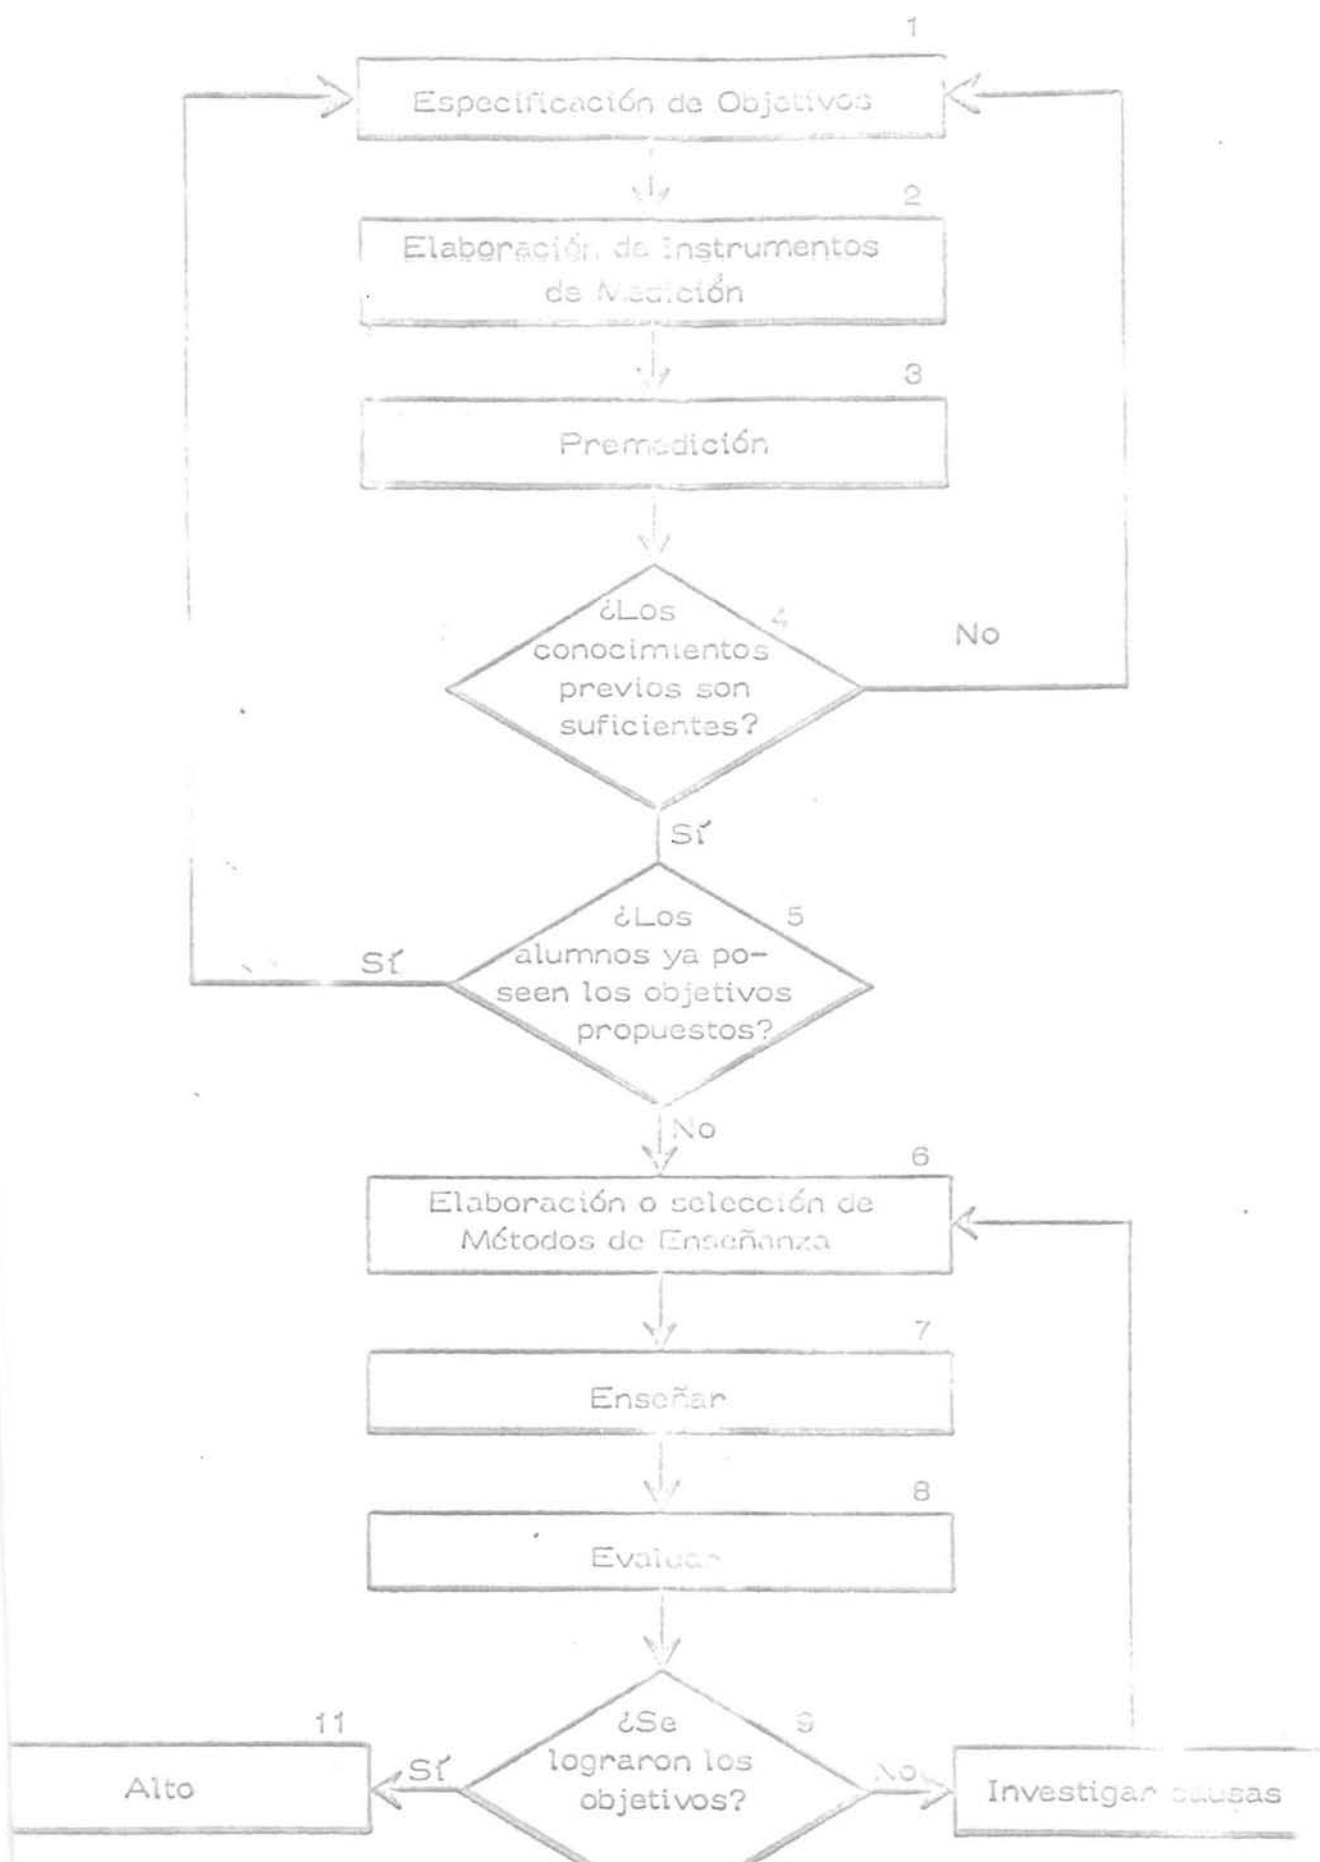 1
Especificación de Objetivos
2
Elaboración de Instrumentos
de Medición
3
Premedición
4
¿Los
conocimientos
previos son
suficientes?
No
Sí
5
¿Los
alumnos ya po-
seen los objetivos
propuestos?
Sí
No
6
Elaboración o selección de
Métodos de Enseñanza
7
Enseñar
8
Evaluar
9
¿Se
lograron los
objetivos?
11
Sí
No
Alto
Investigar causas